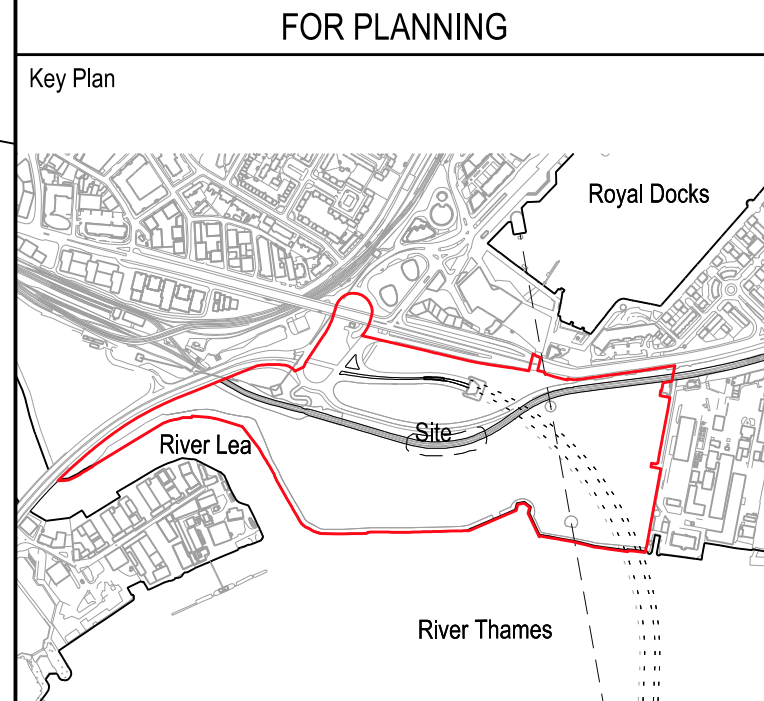 FOR PLANNING
Key Plan
Royal Docks
Site
River Lea
River Thames